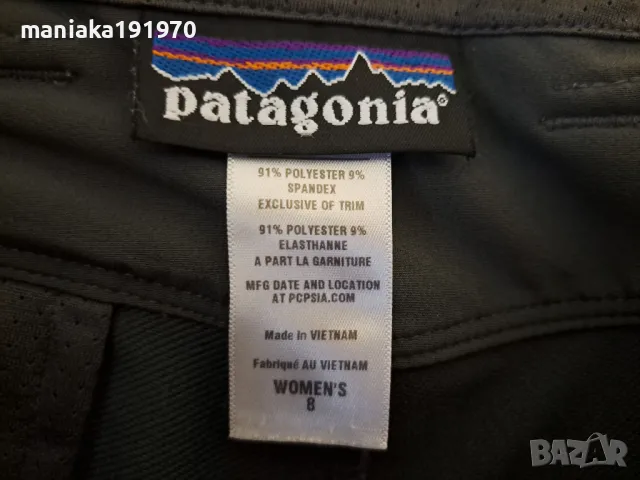 maniaka191970
patagonia®
91% POLYESTER 9%
SPANDEX
EXCLUSIVE OF TRIM
91% POLYESTER 9%
ELASTHANNE
A PART LA GARNITURE
MFG DATE AND LOCATION
AT PCPSIA.COM
Made in VIETNAM
Fabriqué AU VIETNAM
WOMEN'S
8
BAZAR